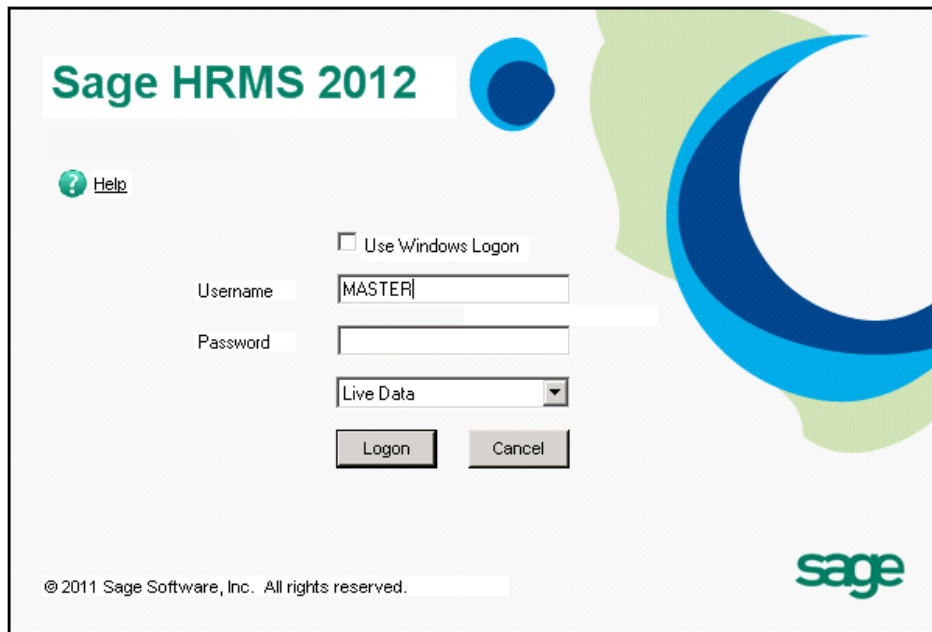 Sage HRMS 2012
? Help
Use Windows Logon
Username MASTER
Password
Live Data
Logon Cancel
© 2011 Sage Software, Inc. All rights reserved.
sage